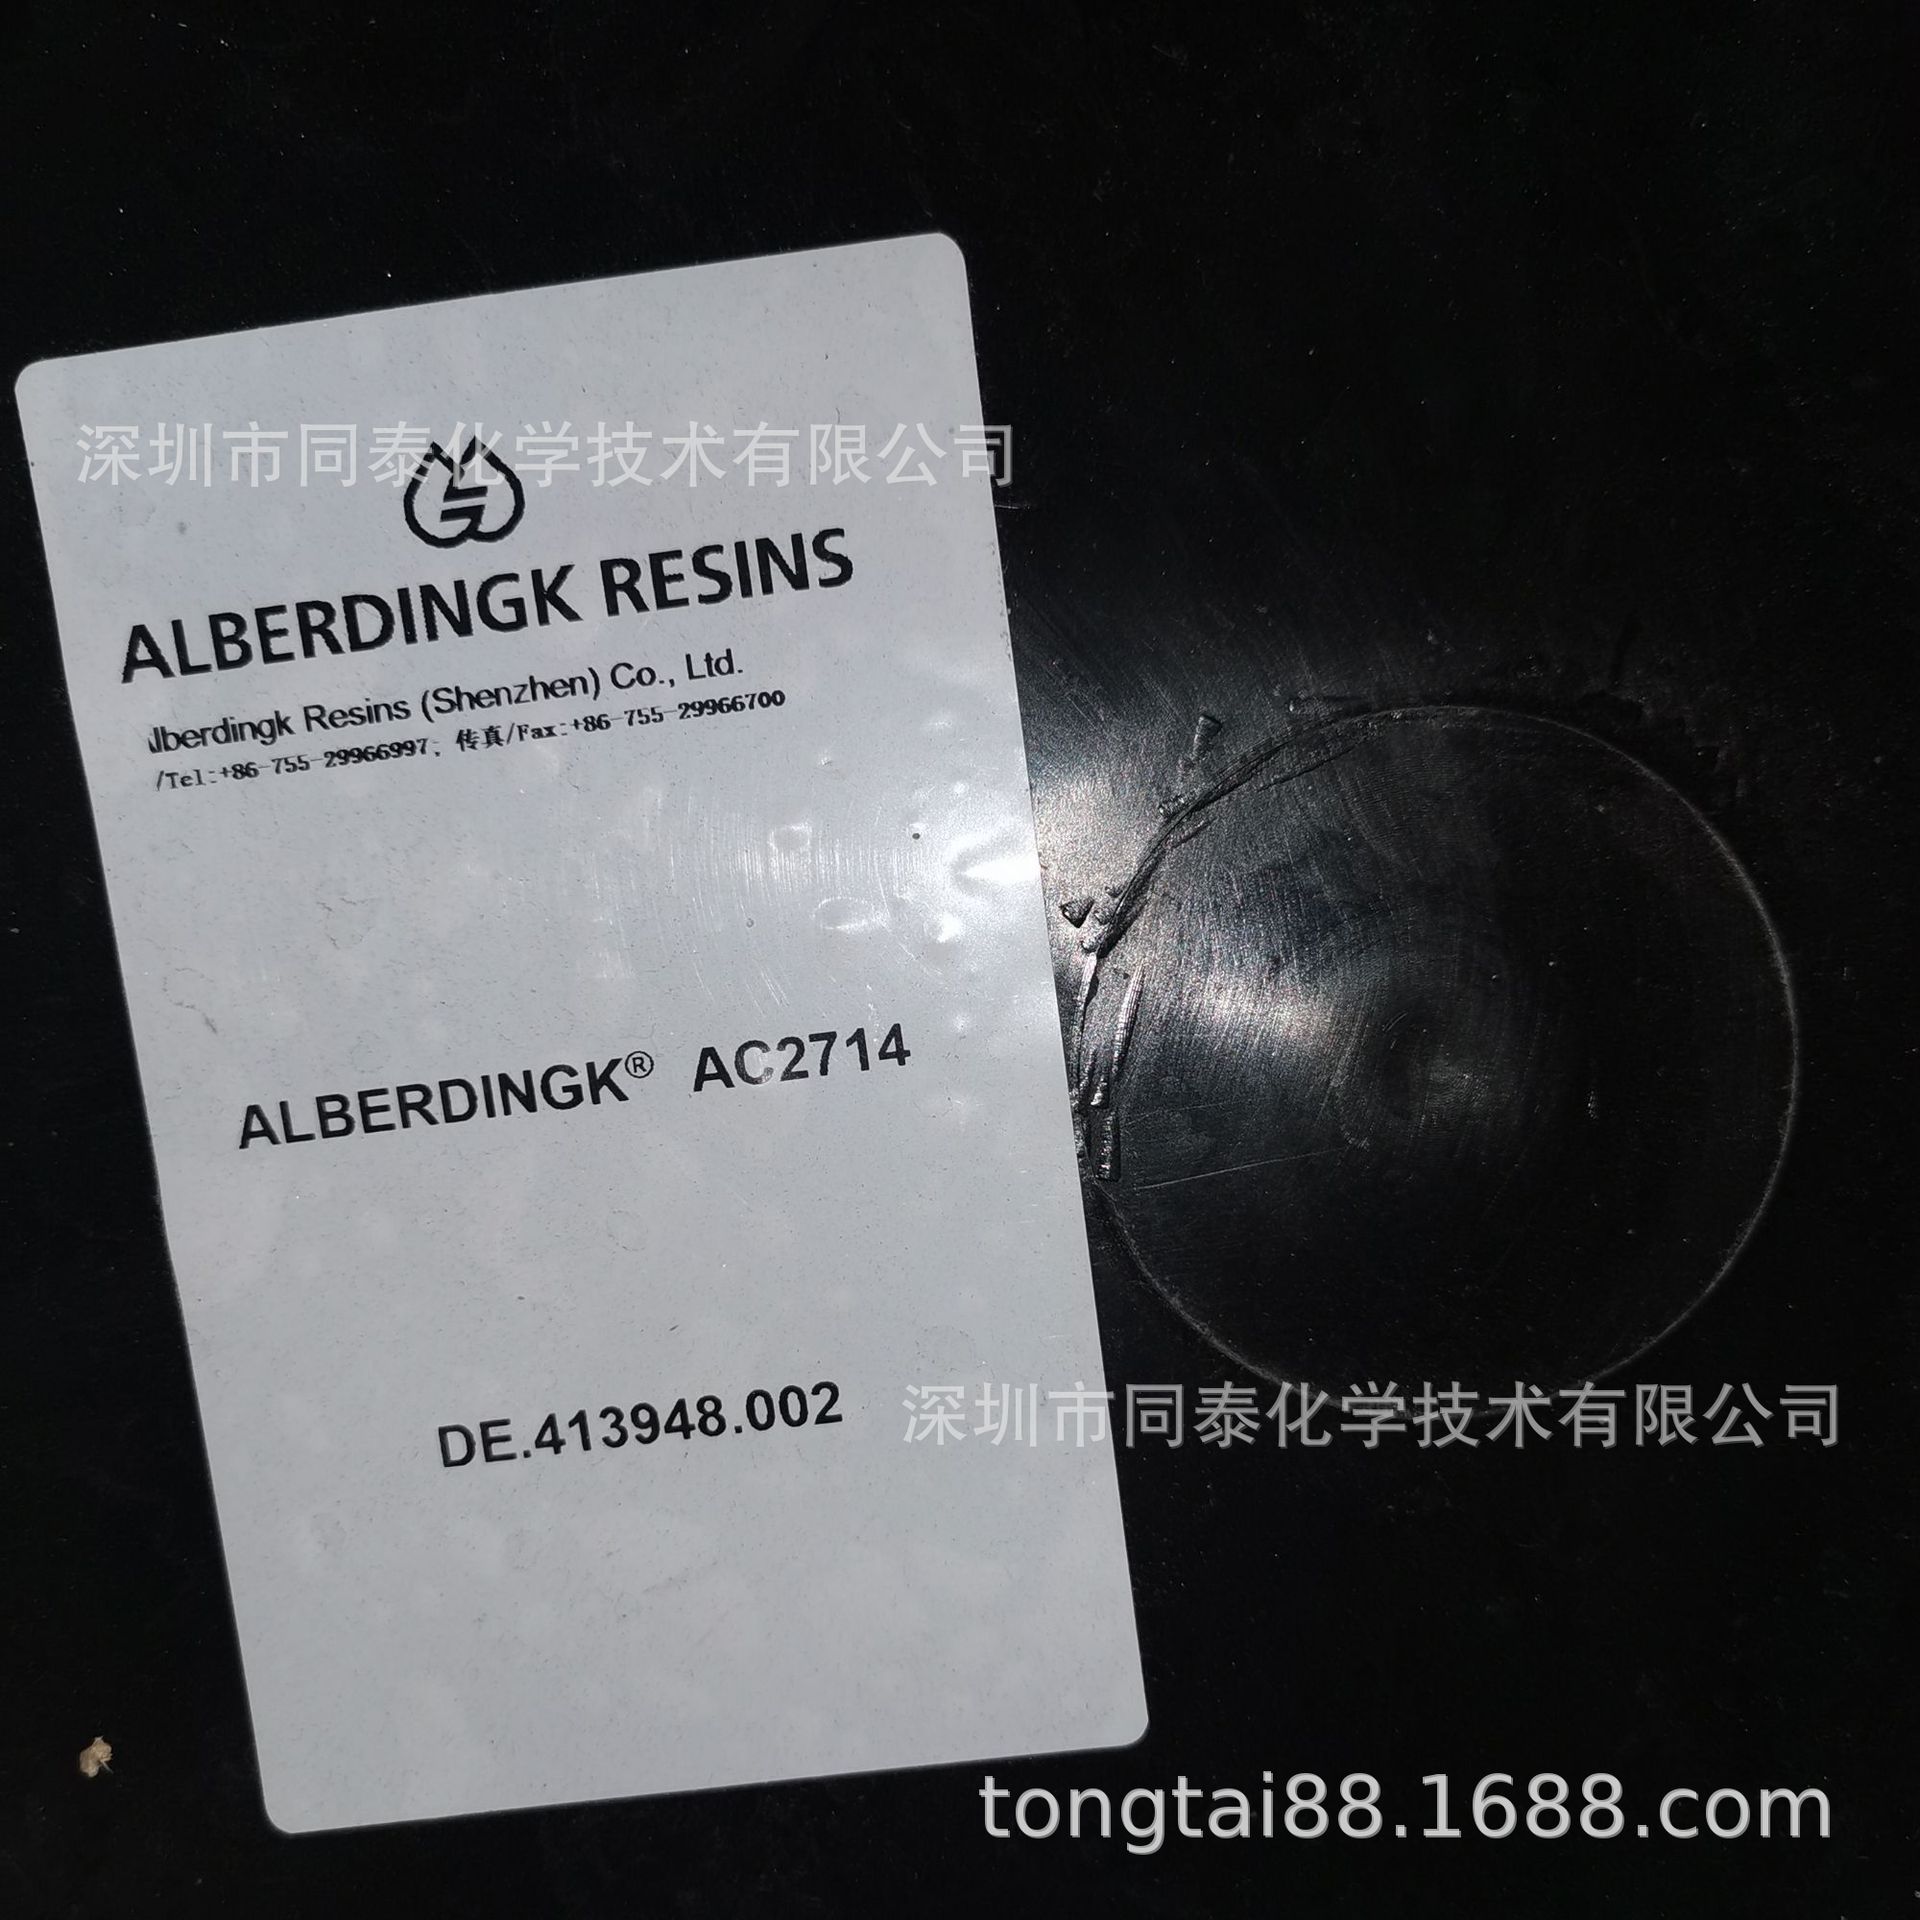 深圳市同泰化学技术有限公司
ALBERDINGK RESINS
lberdingk Resins (Shenzhen) Co., Ltd.
/Tel:+86-755-29966997, 传真/Fax:+86-755-29966700
ALBERDINGK® AC2714
DE.413948.002
深圳市同泰化学技术有限公司
tongtai88.1688.com